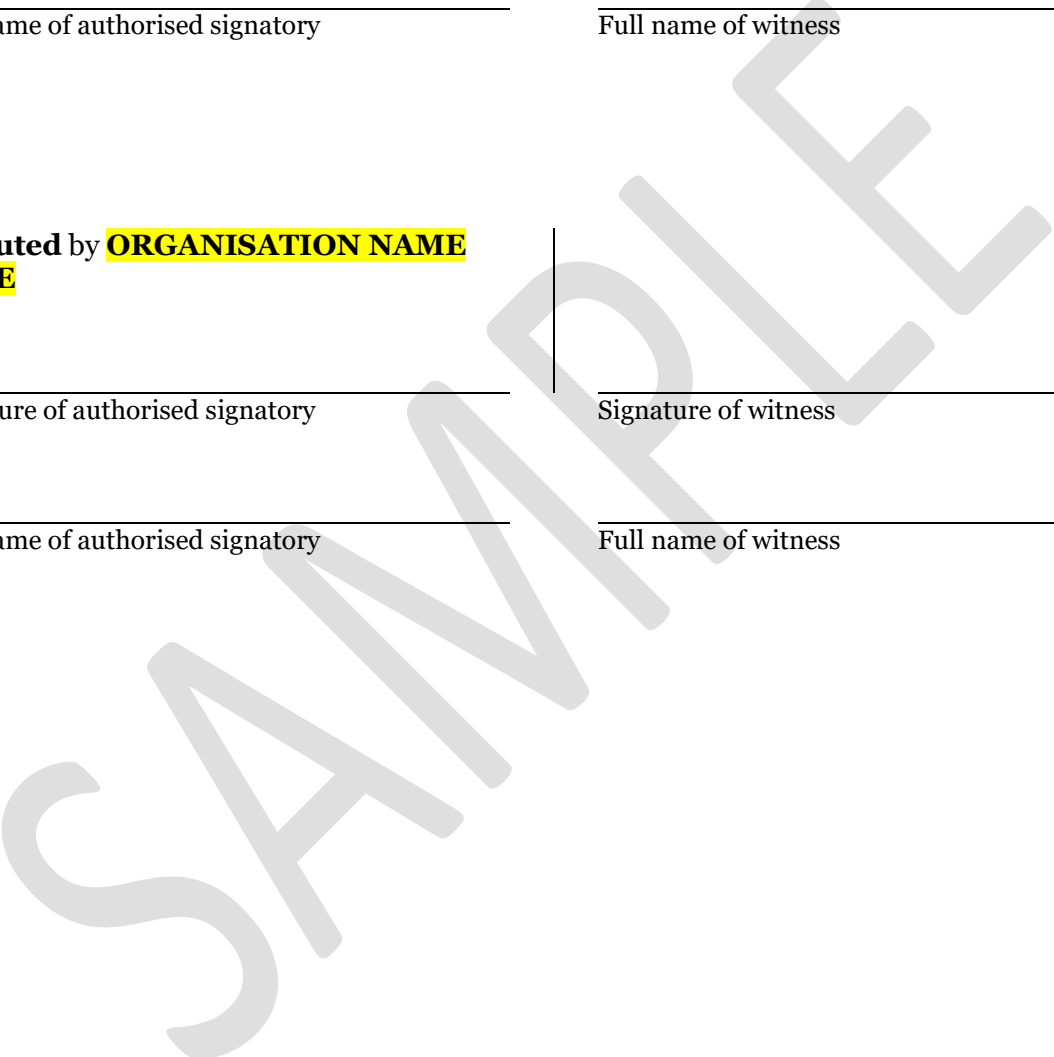 ame of authorised signatory Full name of witness
uted by ORGANISATION NAME
E
ure of authorised signatory Signature of witness
ame of authorised signatory Full name of witness
SAMPLE